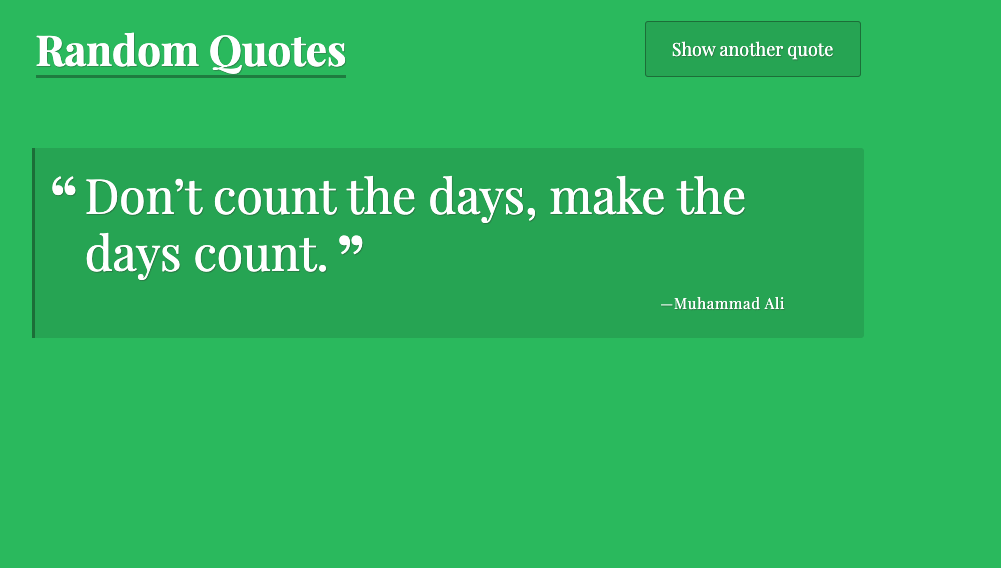 Random Quotes
Show another quote
“ Don’t count the days, make the
days count. ”
—Muhammad Ali